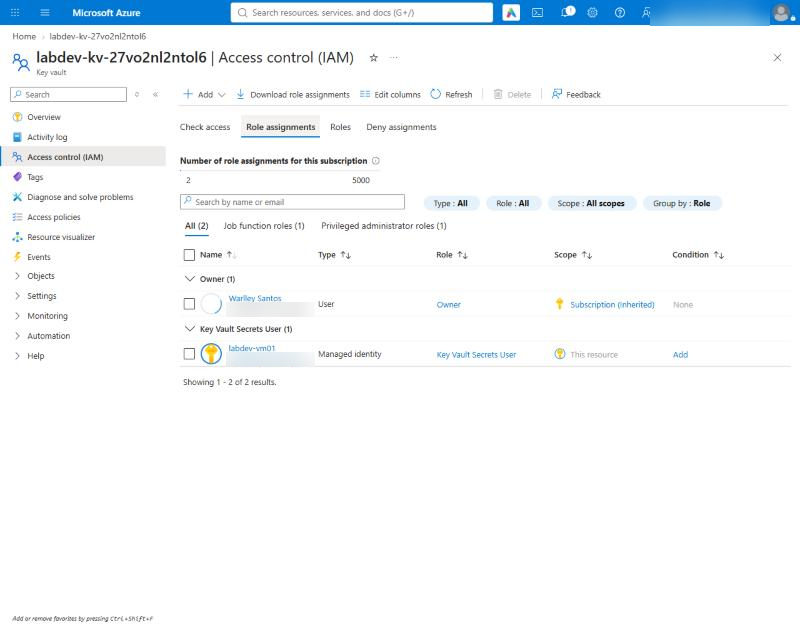 Microsoft Azure
Search resources, services, and docs (G+/)
Home > labdev-kv-27vo2nl2ntol6
labdev-kv-27vo2nl2ntol6 | Access control (IAM)
Key vault
Search
Add
Download role assignments
Edit columns
Refresh
Delete
Feedback
Overview
Activity log
Access control (IAM)
Tags
Diagnose and solve problems
Access policies
Resource visualizer
Events
Objects
Settings
Monitoring
Automation
Help
Check access
Role assignments
Roles
Deny assignments
Number of role assignments for this subscription
2 5000
Search by name or email
Type : All
Role : All
Scope : All scopes
Group by : Role
All (2)
Job function roles (1)
Privileged administrator roles (1)
Name Type Role Scope Condition
Owner (1)
Warlley Santos
User Owner Subscription (Inherited) None
Key Vault Secrets User (1)
labdev-vm01
Managed identity Key Vault Secrets User This resource Add
Showing 1 - 2 of 2 results.
Add or remove favorites by pressing Ctrl+Shift+F